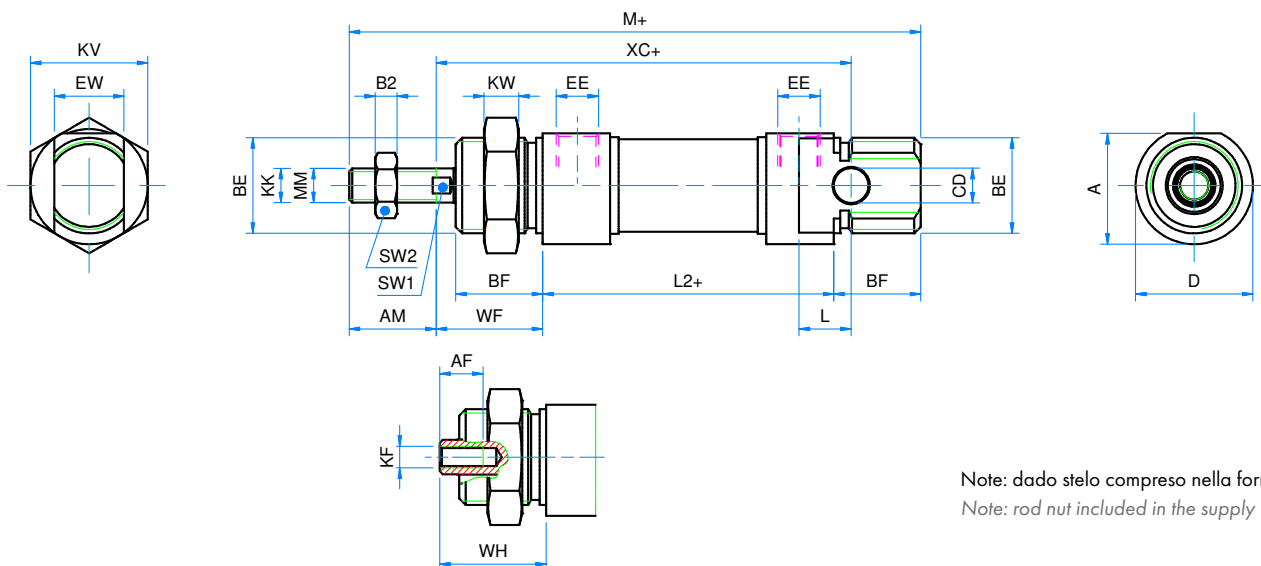 M+
KV
XC+
EW
B2
KW
EE
EE
BE
KK
MM
CD
BE
A
SW2
SW1
BF
L2+
BF
D
AM
WF
L
AF
KF
WH
Note: dado stelo compreso nella
Note: rod nut included in the supply